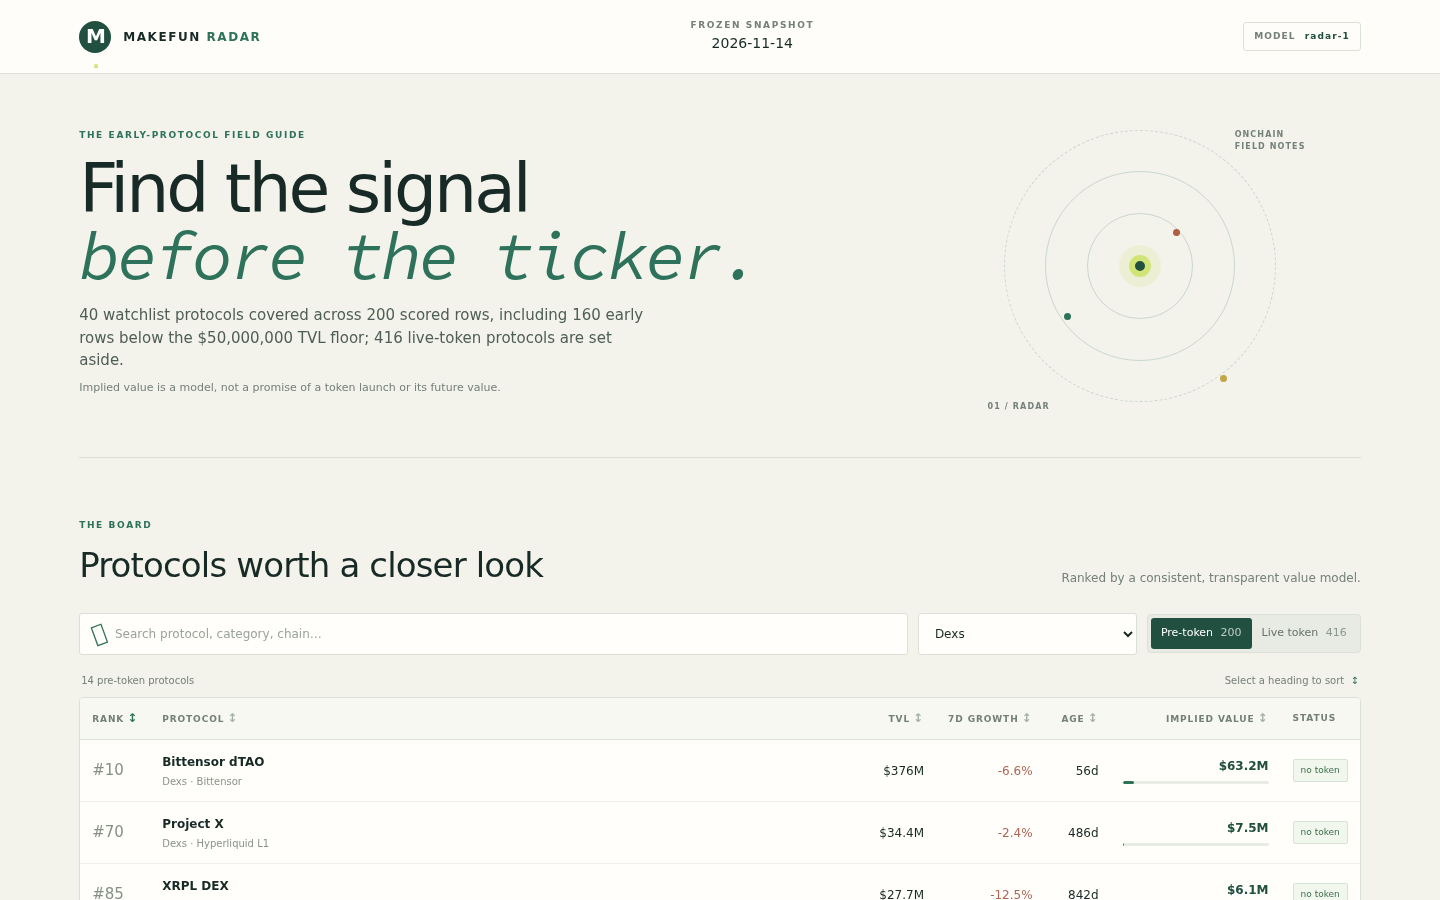 M MAKEFUN RADAR
FROZEN SNAPSHOT
2026-11-14
MODEL radar-1
THE EARLY-PROTOCOL FIELD GUIDE
Find the signal
before the ticker.
40 watchlist protocols covered across 200 scored rows, including 160 early
rows below the $50,000,000 TVL floor; 416 live-token protocols are set
aside.
Implied value is a model, not a promise of a token launch or its future value.
ONCHAIN
FIELD NOTES
01 / RADAR
THE BOARD
Protocols worth a closer look
Ranked by a consistent, transparent value model.
Search protocol, category, chain...
Dexs
Pre-token 200
Live token 416
14 pre-token protocols
Select a heading to sort ↕
RANK ↕ PROTOCOL ↕ TVL ↕ 7D GROWTH ↕ AGE ↕ IMPLIED VALUE ↕ STATUS
#10 Bittensor dTAO $376M -6.6% 56d $63.2M no token
Dexs · Bittensor
#70 Project X $34.4M -2.4% 486d $7.5M no token
Dexs · Hyperliquid L1
#85 XRPL DEX $27.7M -12.5% 842d $6.1M no token